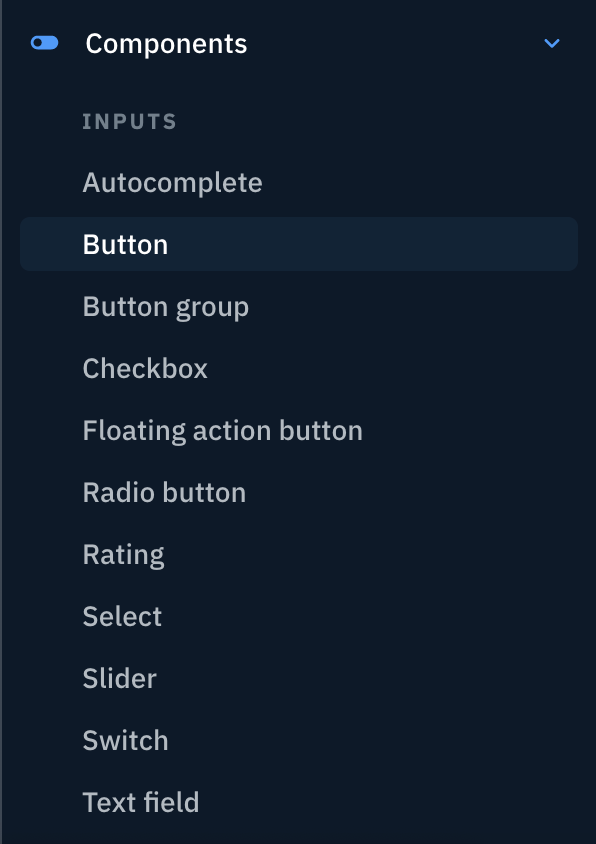 Components
INPUTS
Autocomplete
Button
Button group
Checkbox
Floating action button
Radio button
Rating
Select
Slider
Switch
Text field